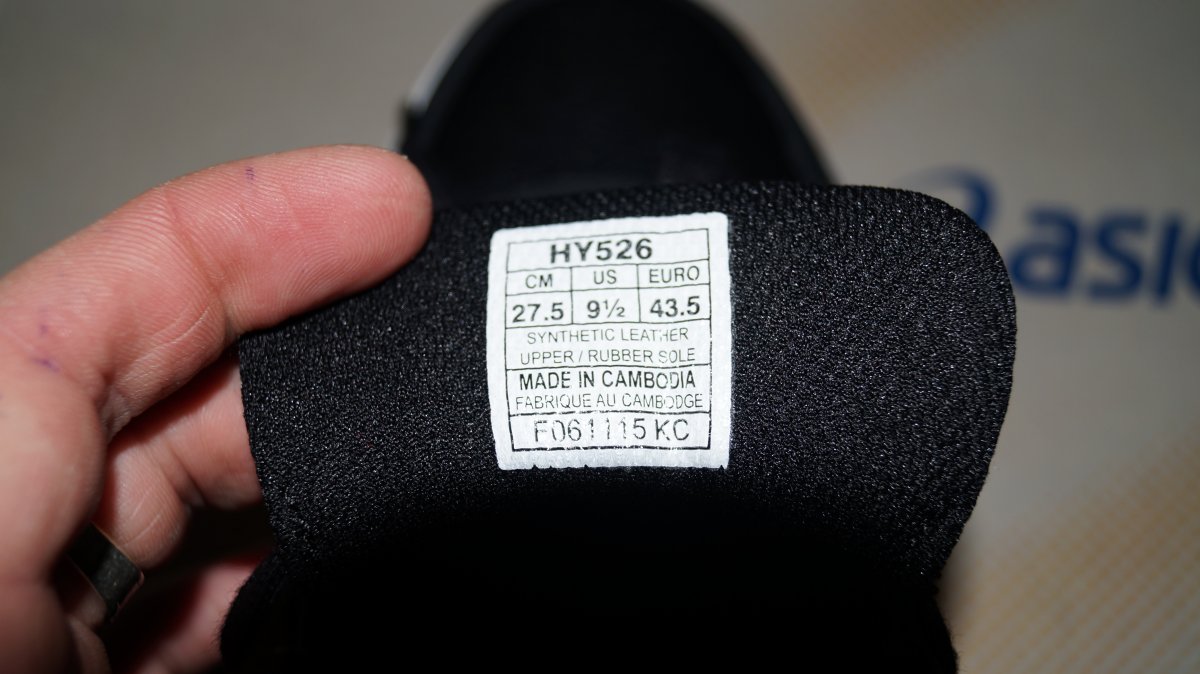 HY526
CM US EURO
27.5 9½ 43.5
SYNTHETIC LEATHER
UPPER / RUBBER SOLE
MADE IN CAMBODIA
FABRIQUE AU CAMBODGE
F061115 KC
asic